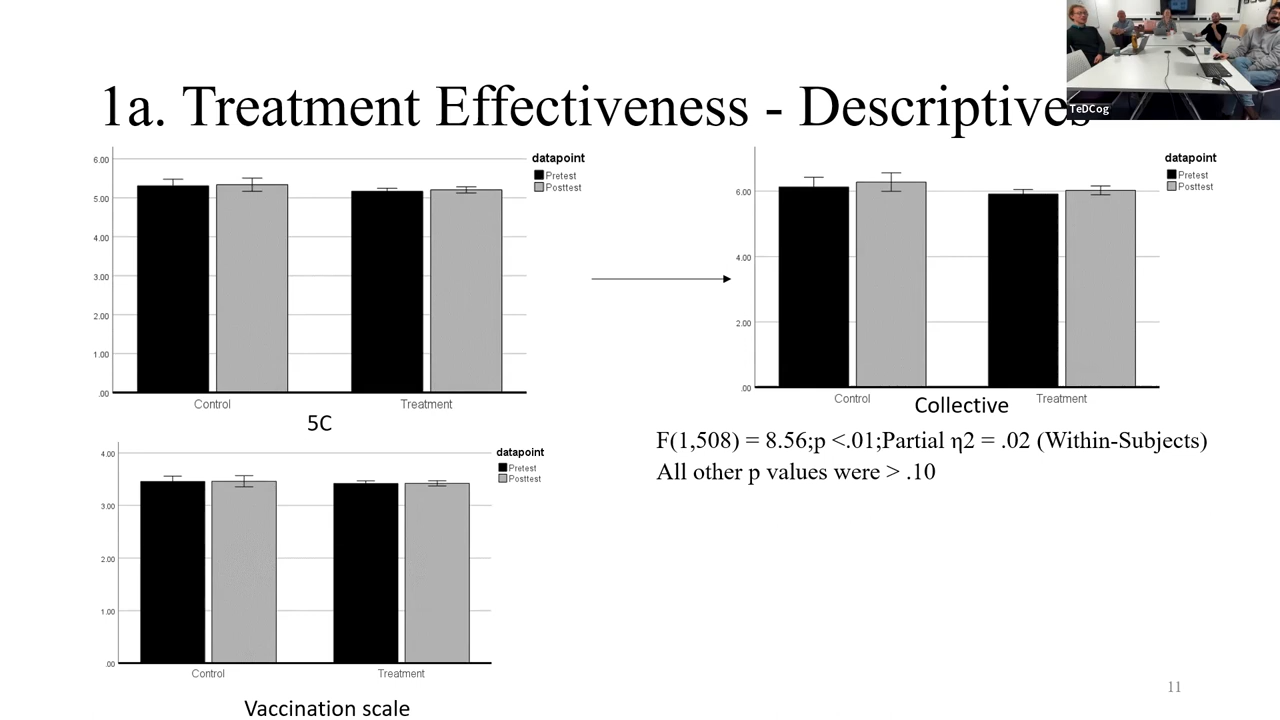 1a. Treatment Effectiveness - Descriptives
TeDCog
6.00
5.00
4.00
3.00
2.00
1.00
.00
Control
Treatment
datapoint
Pretest
Posttest
5C
6.00
4.00
2.00
.00
Control
Treatment
datapoint
Pretest
Posttest
Collective
F(1,508) = 8.56;p <.01;Partial η2 = .02 (Within-Subjects)
All other p values were > .10
4.00
3.00
2.00
1.00
.00
Control
Treatment
datapoint
Pretest
Posttest
Vaccination scale
11